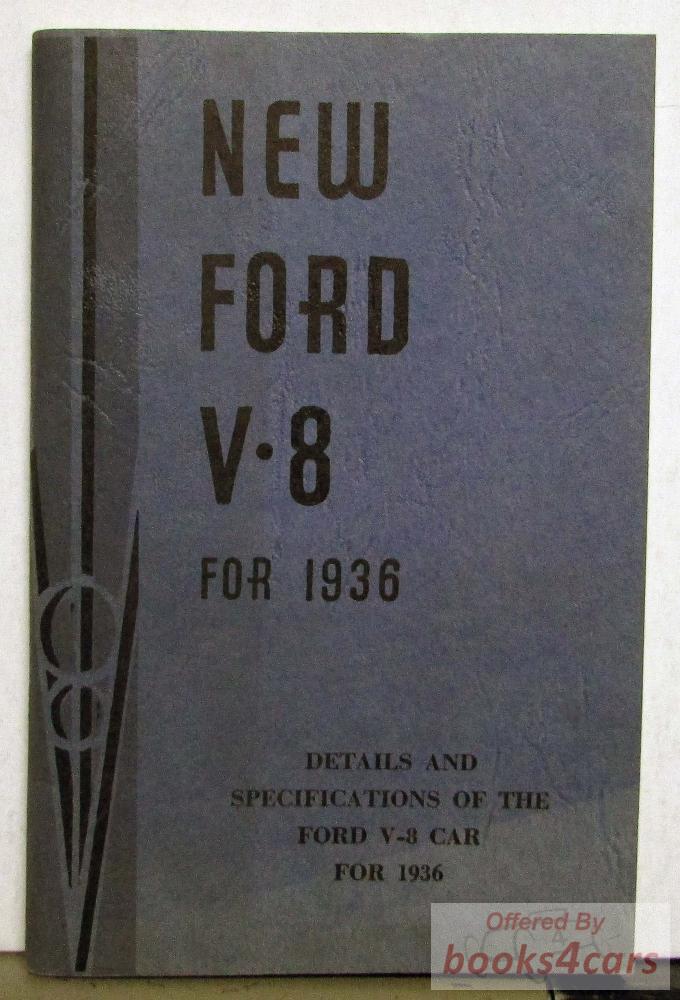 NEW
FORD
V·8
FOR 1936
DETAILS AND
SPECIFICATIONS OF THE
FORD V-8 CAR
FOR 1936
Offered By
books4cars